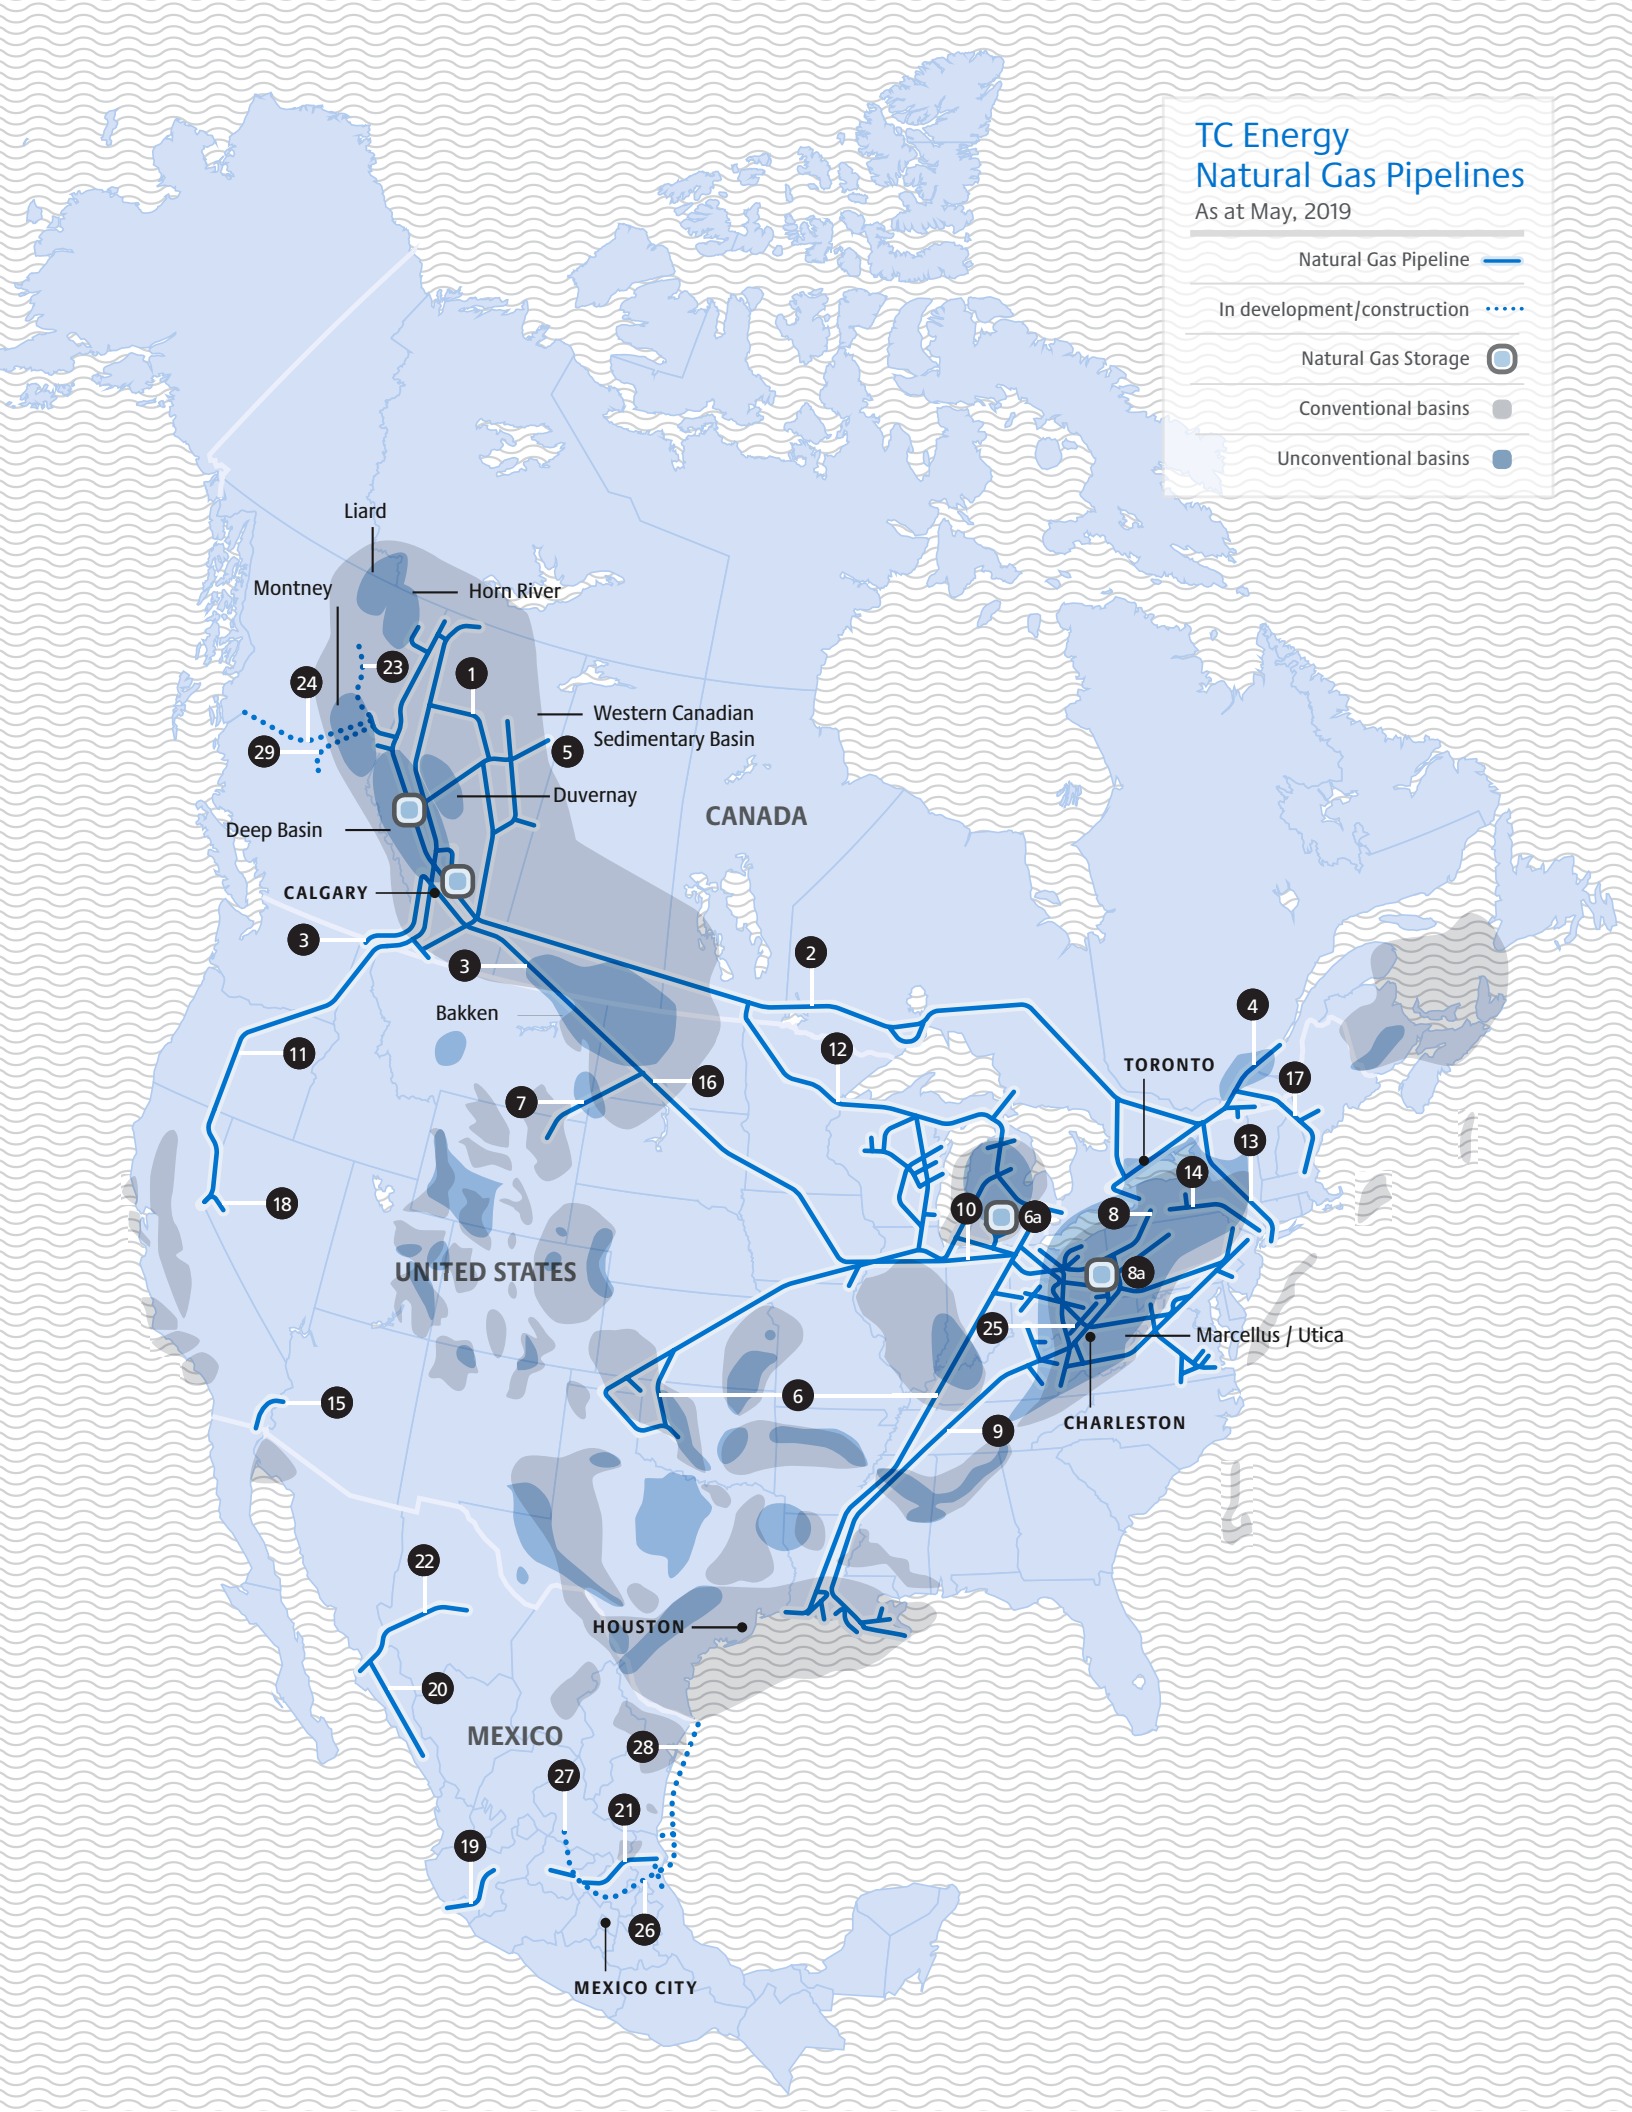 TC Energy
Natural Gas Pipelines
As at May, 2019
Natural Gas Pipeline
In development/construction
Natural Gas Storage
Conventional basins
Unconventional basins
Liard
Montney
Horn River
23
1
24
Western Canadian
Sedimentary Basin
29
5
Duvernay
CANADA
Deep Basin
CALGARY
3
3
2
Bakken
4
11
12
TORONTO
17
16
7
13
14
18
10
6a
8
UNITED STATES
8a
25
Marcellus / Utica
15
6
CHARLESTON
9
22
HOUSTON
20
MEXICO
28
27
21
19
26
MEXICO CITY